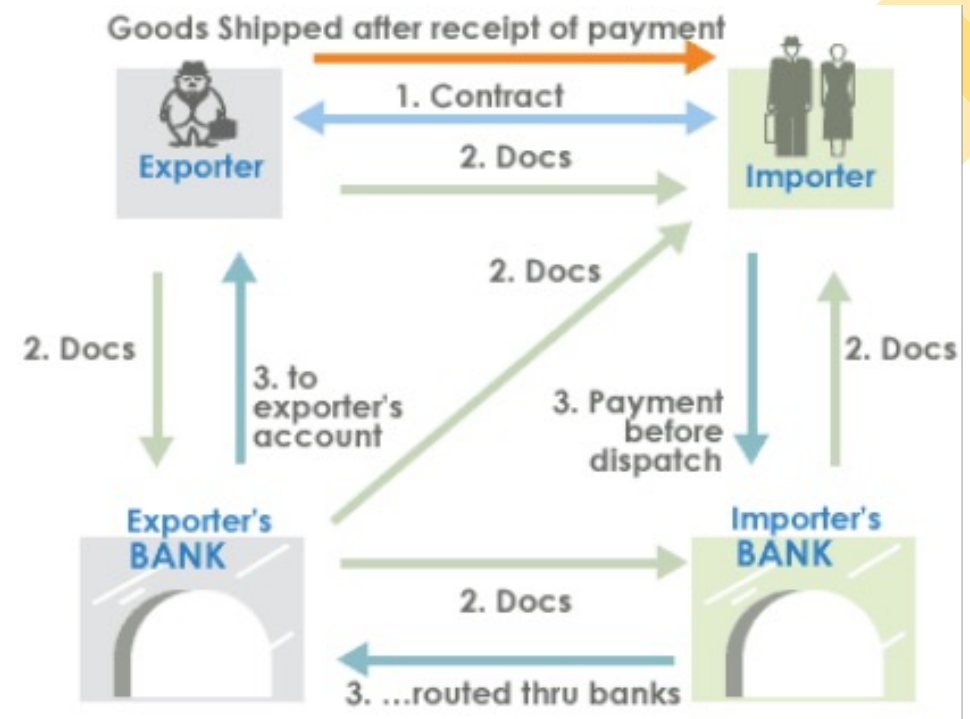 Goods Shipped after receipt of payment
1. Contract
2. Docs
Exporter
Importer
2. Docs
2. Docs
3. to
exporter's
account
3. Payment
before
dispatch
2. Docs
Exporter's
BANK
Importer's
BANK
2. Docs
3. ...routed thru banks